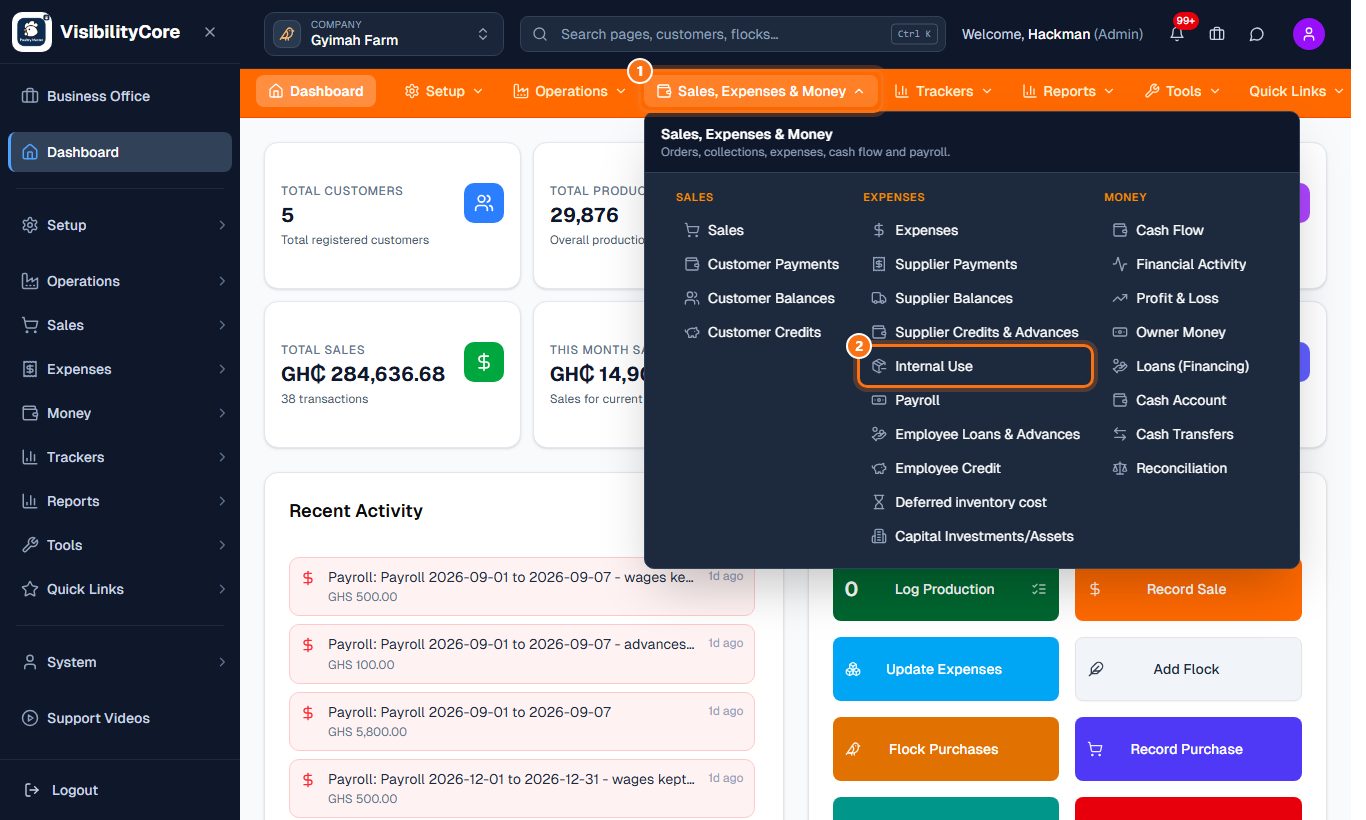 VisibilityCore
COMPANY
Gyimah Farm
Search pages, customers, flocks...
Ctrl K
Welcome, Hackman (Admin)
99+
Business Office
Dashboard
Setup
Operations
Sales
Expenses
Money
Trackers
Reports
Tools
Quick Links
System
Support Videos
Logout
Dashboard
Setup
Operations
1
Sales, Expenses & Money
Trackers
Reports
Tools
Quick Links
Sales, Expenses & Money
Orders, collections, expenses, cash flow and payroll.
SALES
Sales
Customer Payments
Customer Balances
Customer Credits
EXPENSES
Expenses
Supplier Payments
Supplier Balances
Supplier Credits & Advances
2
Internal Use
Payroll
Employee Loans & Advances
Employee Credit
Deferred inventory cost
Capital Investments/Assets
MONEY
Cash Flow
Financial Activity
Profit & Loss
Owner Money
Loans (Financing)
Cash Account
Cash Transfers
Reconciliation
TOTAL CUSTOMERS
5
Total registered customers
TOTAL PRODUC
29,876
Overall productio
TOTAL SALES
GH₵ 284,636.68
38 transactions
THIS MONTH SA
GH₵ 14,90
Sales for current
Recent Activity
Payroll: Payroll 2026-09-01 to 2026-09-07 - wages ke...
1d ago
GHS 500.00
Payroll: Payroll 2026-09-01 to 2026-09-07 - advances...
1d ago
GHS 100.00
Payroll: Payroll 2026-09-01 to 2026-09-07
1d ago
GHS 5,800.00
Payroll: Payroll 2026-12-01 to 2026-12-31 - wages kept...
1d ago
GHS 500.00
Log Production
Record Sale
Update Expenses
Add Flock
Flock Purchases
Record Purchase